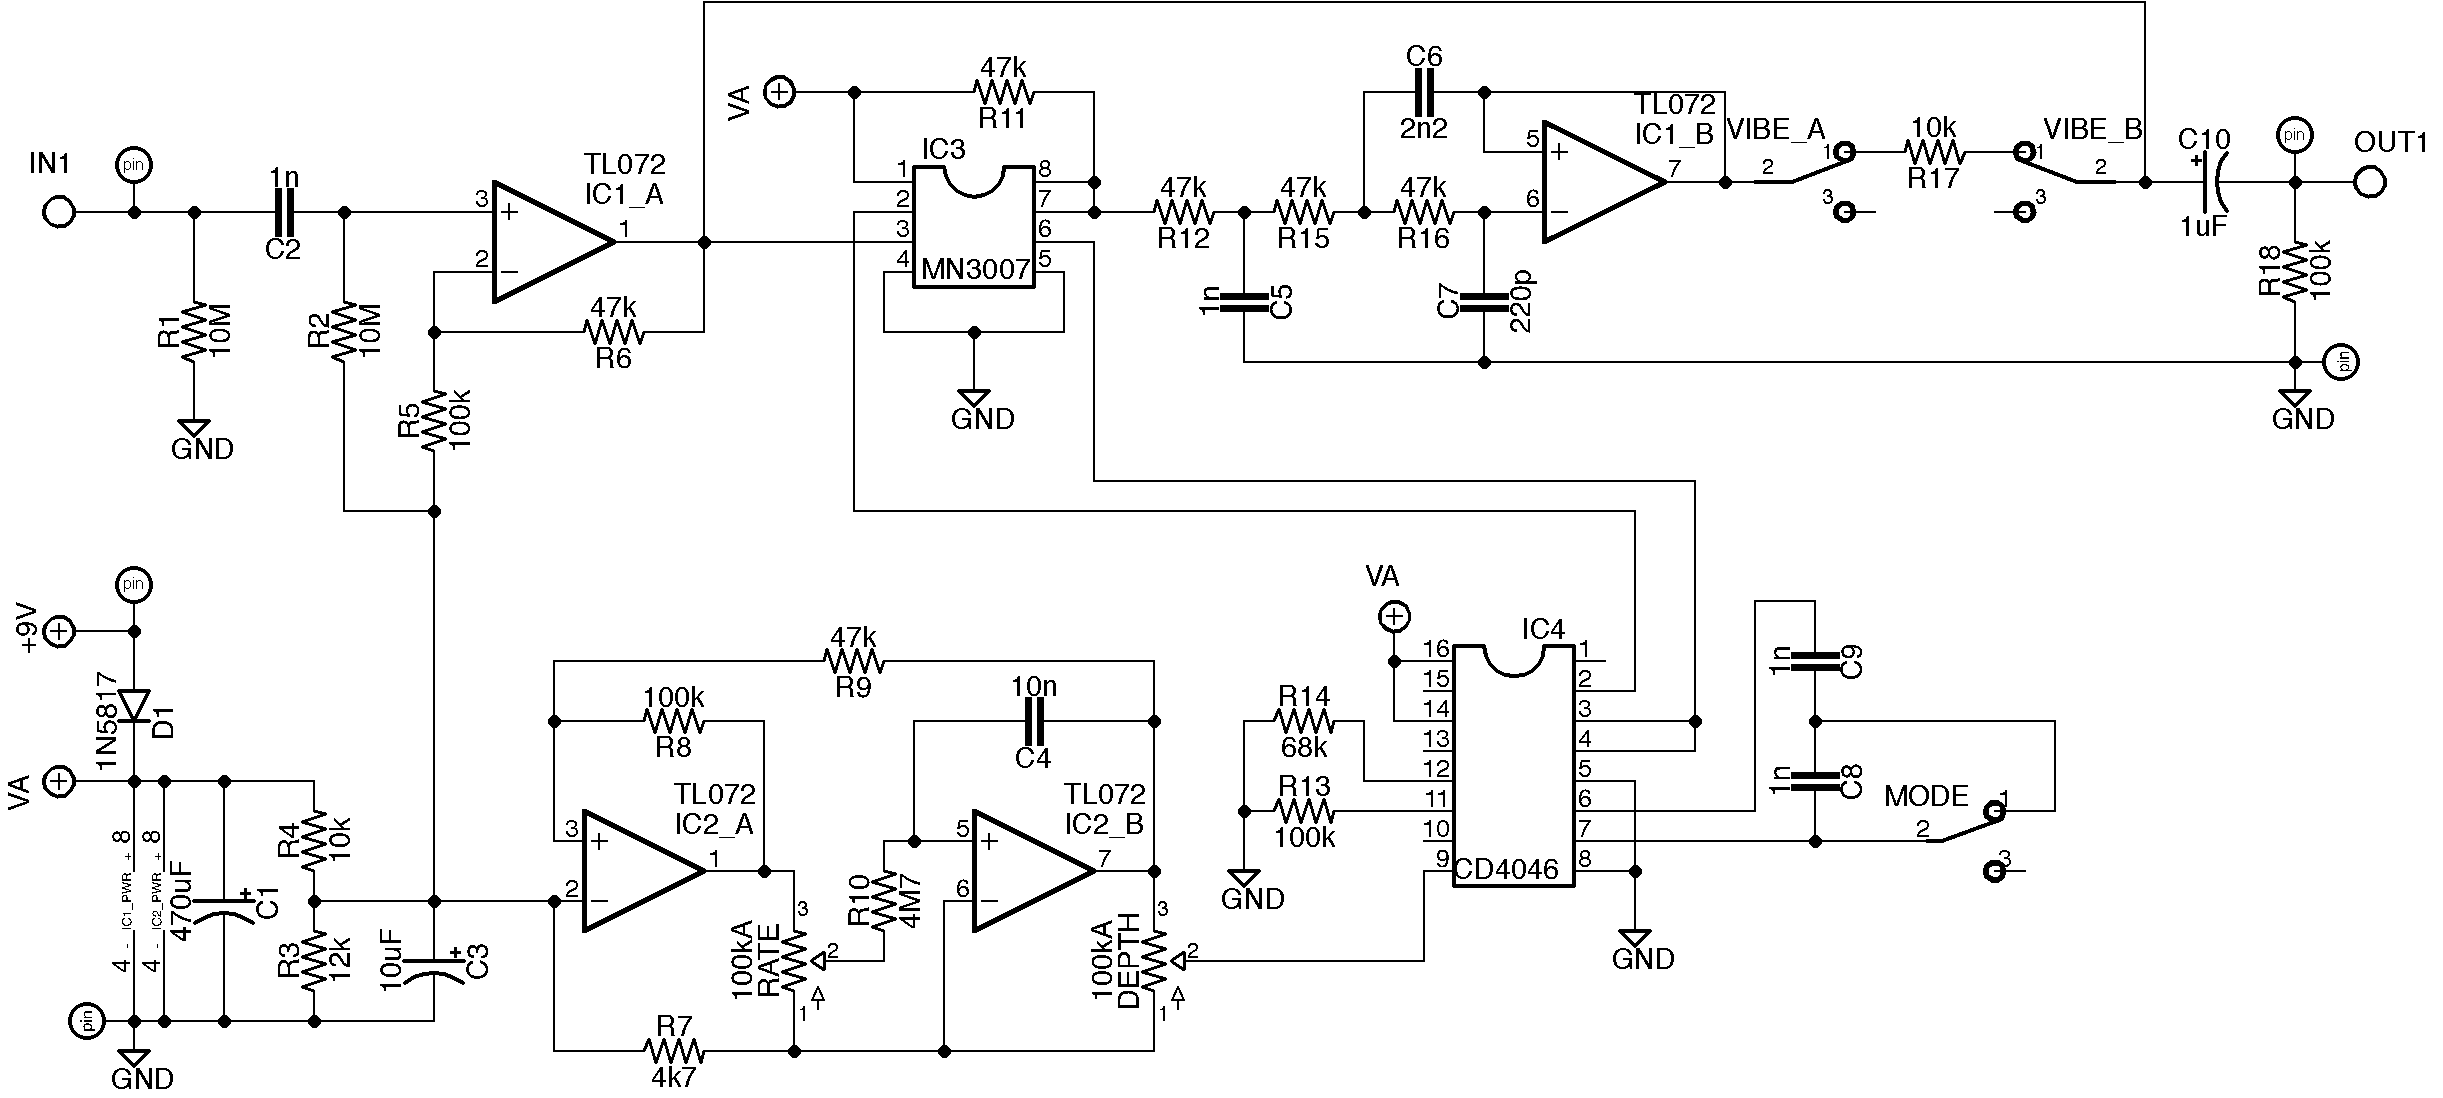 C6
47k
VA
2n2
TL072
R11
IC1_B
VIBE_A
10k
VIBE_B
C10
IN1
pin
1n
TL072
IC1_A
IC3
1
2
3
4
8
7
6
5
MN3007
47k
R12
47k
R15
47k
R16
5
6
7
2
1
3
R17
1
2
3
+
1uF
pin
OUT1
C2
3
2
1
47k
R6
R1
10M
R2
10M
1n
C5
C7
220p
R18
100k
pin
GND
R5
100k
GND
GND
pin
+9V
VA
IC4
1N5817
D1
47k
R9
100k
R8
10n
C4
R14
68k
R13
100k
GND
16
15
14
13
12
11
10
9
1
2
3
4
5
6
7
8
CD4046
1n
C9
1n
C8
MODE
1
2
3
VA
8
+
IC1_PWR
-
4
8
+
IC2_PWR
-
4
470uF
+
C1
R4
10k
R3
12k
10uF
+
C3
TL072
IC2_A
3
2
1
R10
4M7
TL072
IC2_B
5
6
7
100kA
RATE
3
2
1
100kA
DEPTH
3
2
1
GND
pin
GND
R7
4k7